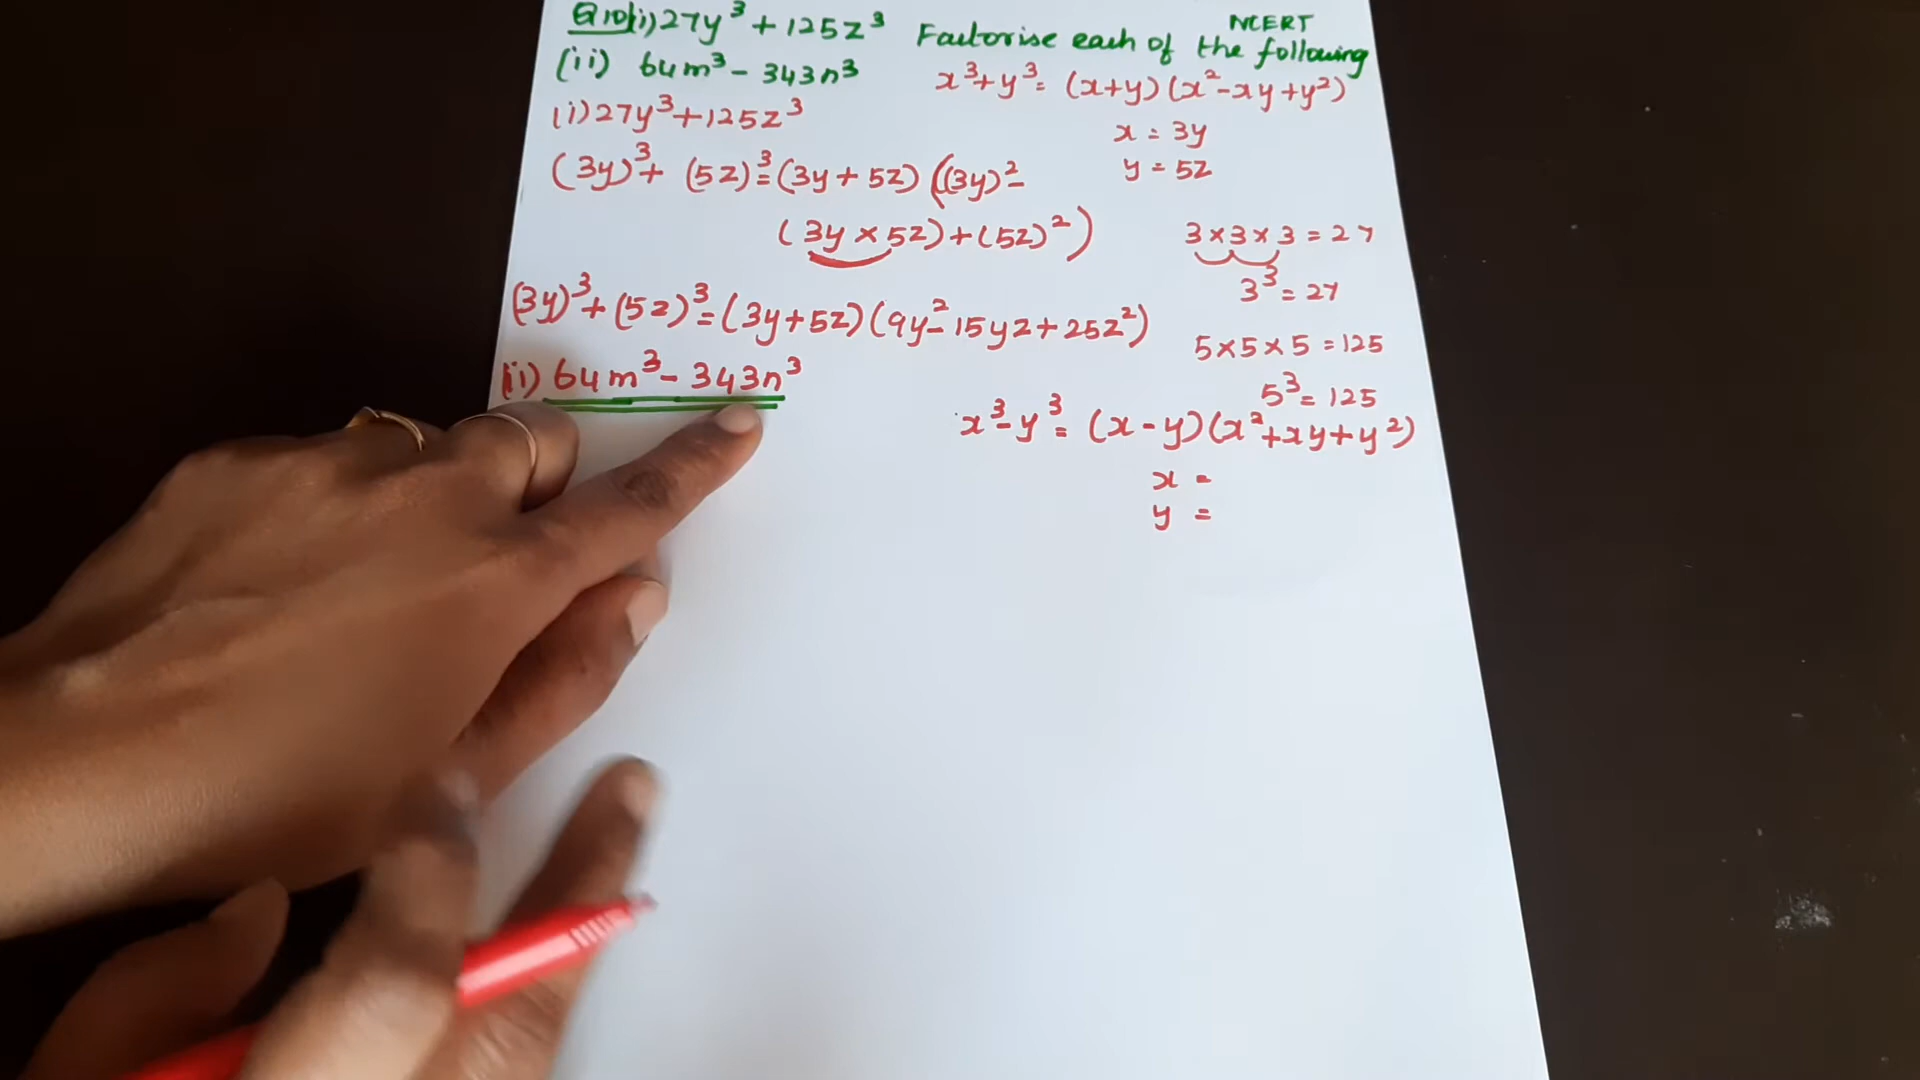 Q10(i) 27y³ + 125z³
NCERT
Factorise each of the following
(ii) 64m³ - 343n³
x³+y³ = (x+y)(x²-xy+y²)
(i) 27y³+125z³
x = 3y
y = 5z
(3y)³ + (5z)³ = (3y + 5z) ((3y)² -
(3y × 5z) + (5z)²)
3×3×3 = 27
3³ = 27
(3y)³ + (5z)³ = (3y+5z)(9y² - 15yz + 25z²)
5×5×5 = 125
5³ = 125
(ii) 64m³ - 343n³
x³ - y³ = (x - y)(x² + xy + y²)
x =
y =